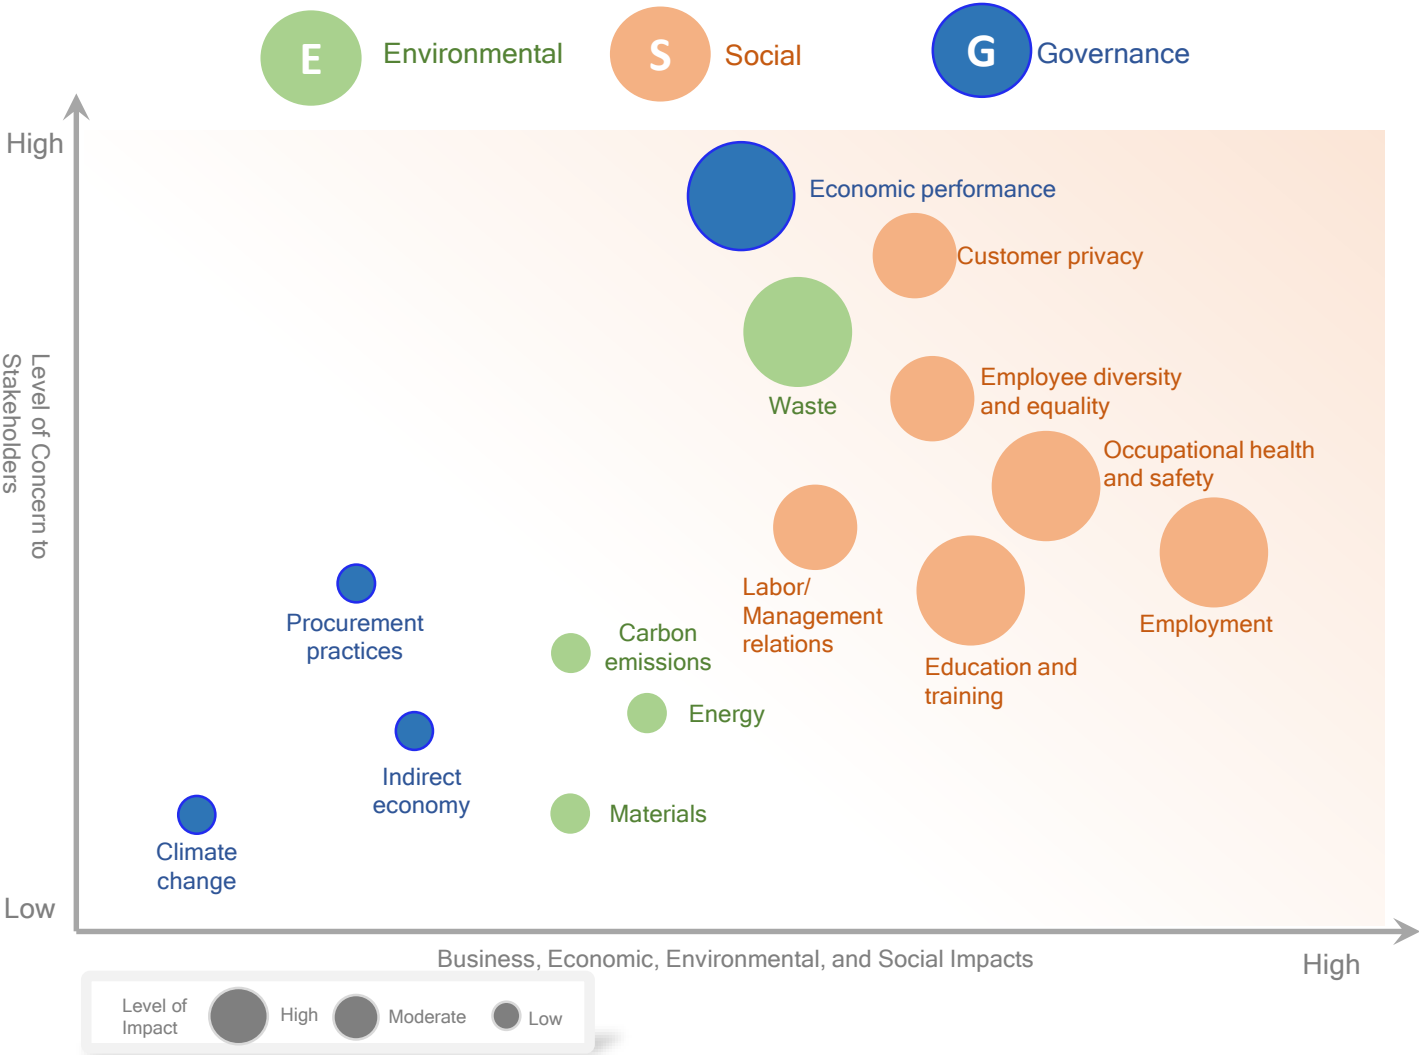 E
Environmental
S
Social
G
Governance
High
Economic performance
Customer privacy
Waste
Employee diversity
and equality
Occupational health
and safety
Level of Concern to
Stakeholders
Labor/
Management
relations
Employment
Education and
training
Procurement
practices
Carbon
emissions
Energy
Indirect
economy
Materials
Climate
change
Low
Business, Economic, Environmental, and Social Impacts
High
Level of
Impact
High
Moderate
Low